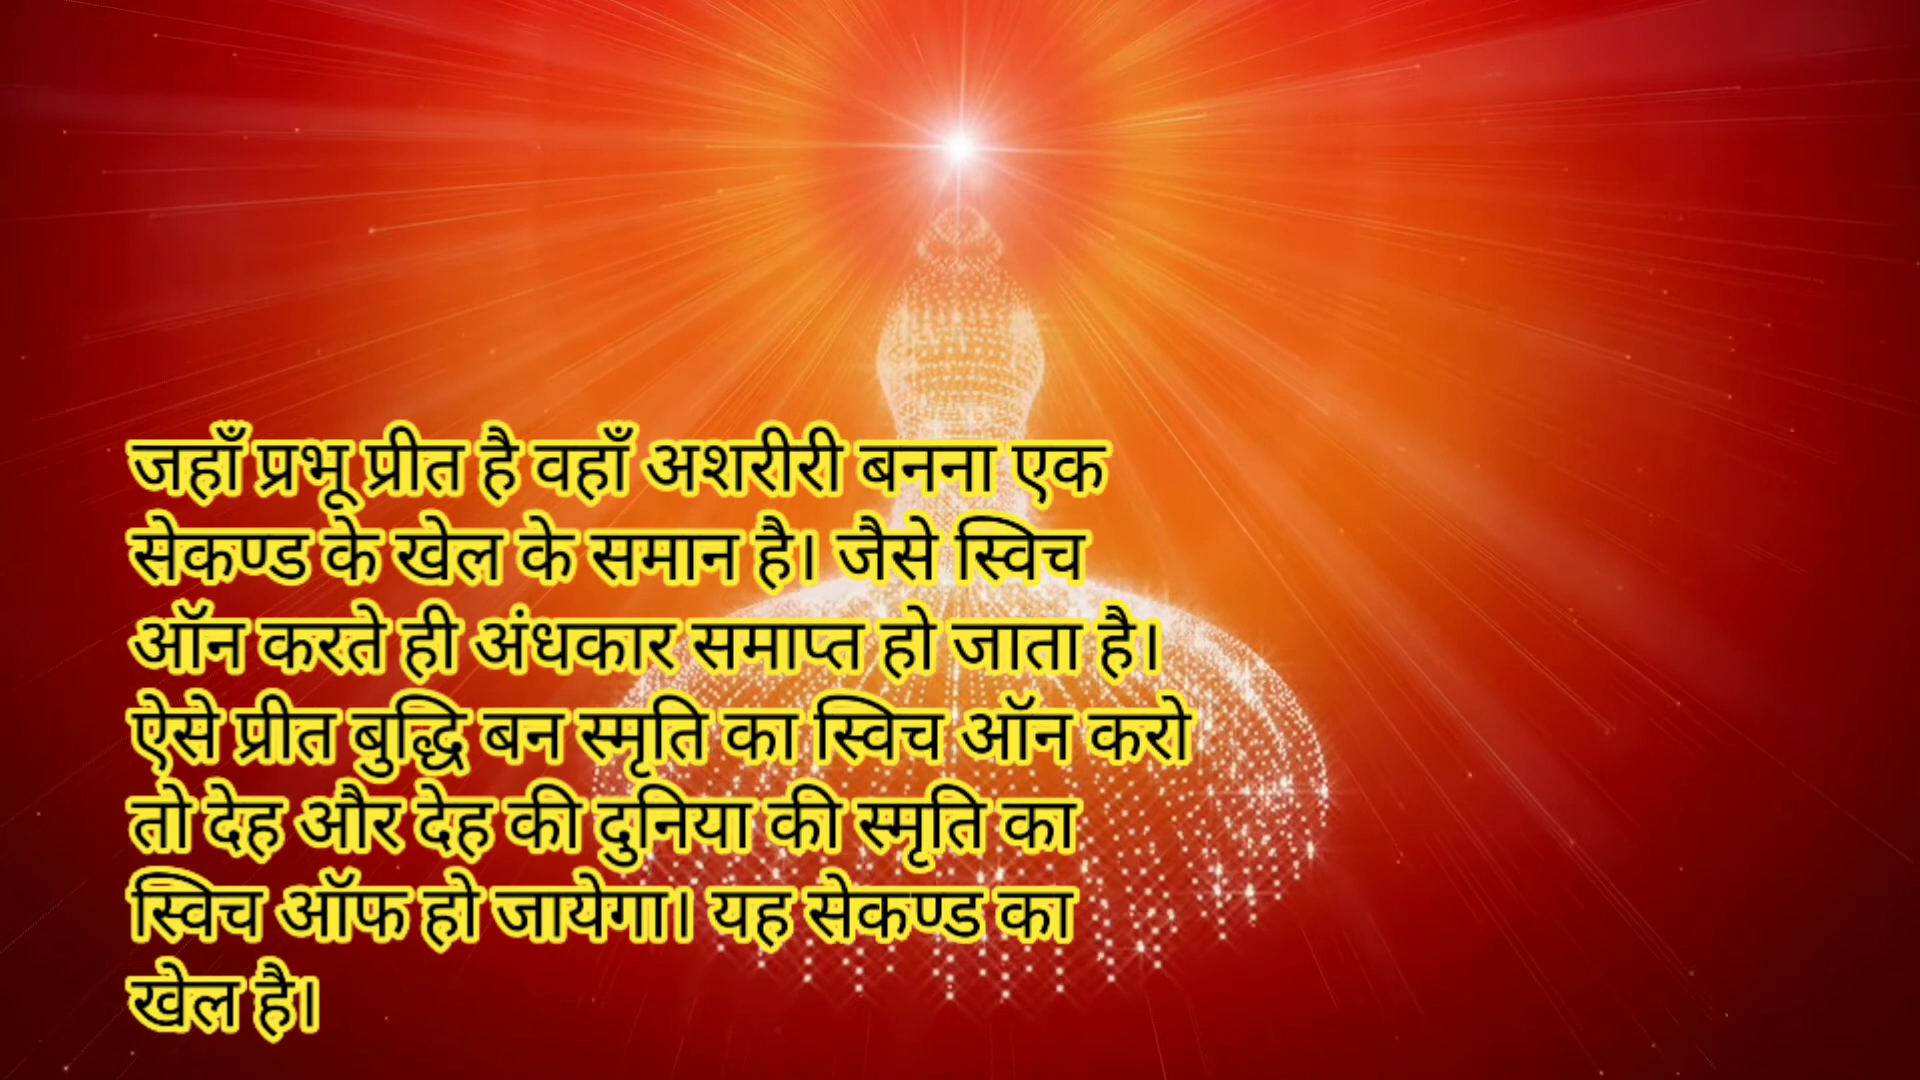 जहाँ प्रभू प्रीत है वहाँ अशरीरी बनना एक
सेकण्ड के खेल के समान है। जैसे स्विच
ऑन करते ही अंधकार समाप्त हो जाता है।
ऐसे प्रीत बुद्धि बन स्मृति का स्विच ऑन करो
तो देह और देह की दुनिया की स्मृति का
स्विच ऑफ हो जायेगा। यह सेकण्ड का
खेल है।